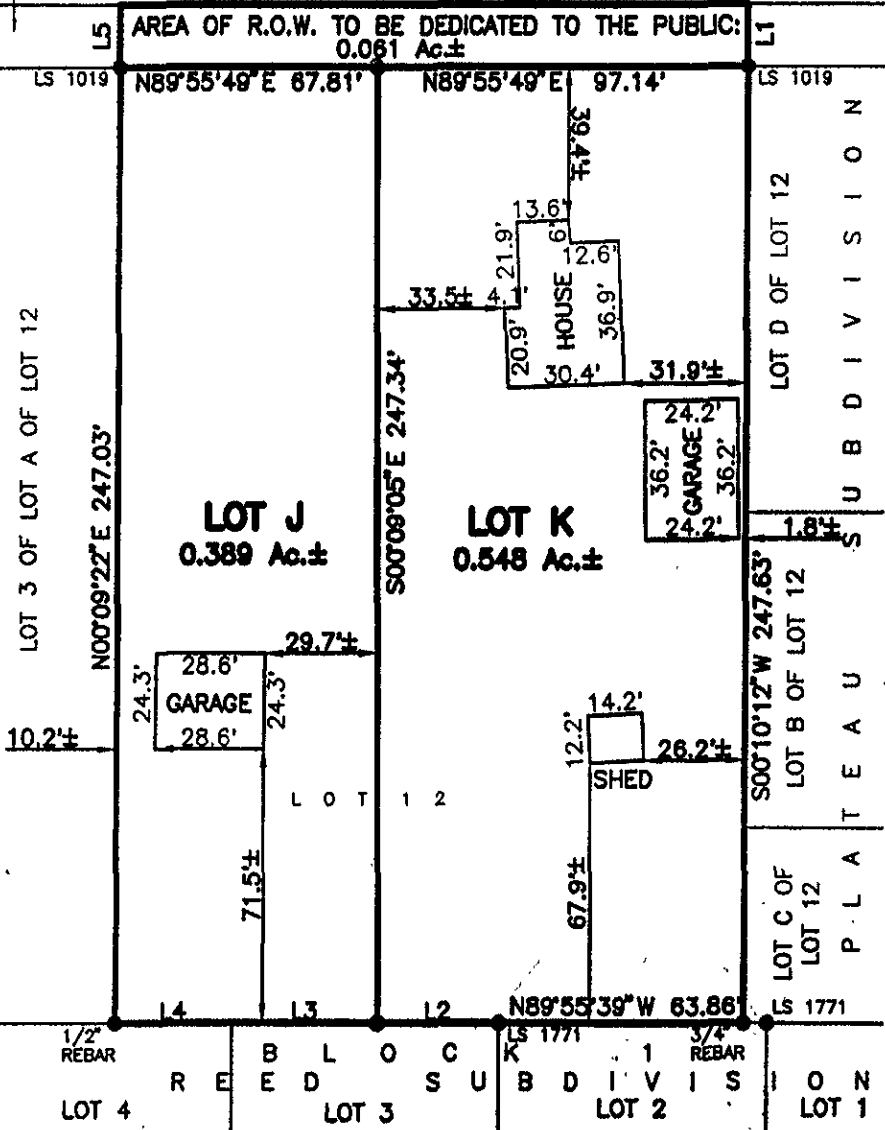 L5
AREA OF R.O.W. TO BE DEDICATED TO THE PUBLIC:
0.061 Ac.±
L1
LS 1019
N89°55'49"E 67.81'
N89°55'49"E 97.14'
LS 1019
39.4'±
13.6'
6'
12.6'
21.9'
HOUSE
36.9'
33.5± 4.1'
20.9'
30.4'
31.9'±
LOT D OF LOT 12
PLATEAU SUBDIVISION
LOT 3 OF LOT A OF LOT 12
N00°09'22"E 247.03'
S00°09'05"E 247.34'
24.2'
36.2'
GARAGE
36.2'
24.2'
1.8'±
LOT J
0.389 Ac.±
LOT K
0.548 Ac.±
S00°10'12"W 247.63'
LOT B OF LOT 12
29.7'±
28.6'
24.3'
GARAGE
24.3'
28.6'
10.2'±
14.2'
12.2'
26.2'±
SHED
LOT 12
71.5'±
67.9'±
LOT C OF
LOT 12
L4
L3
L2
N89°55'39"W 63.86'
LS 1771
1/2"
REBAR
LS 1771
3/4"
REBAR
BLOCK 1
REED SUBDIVISION
LOT 4
LOT 3
LOT 2
LOT 1